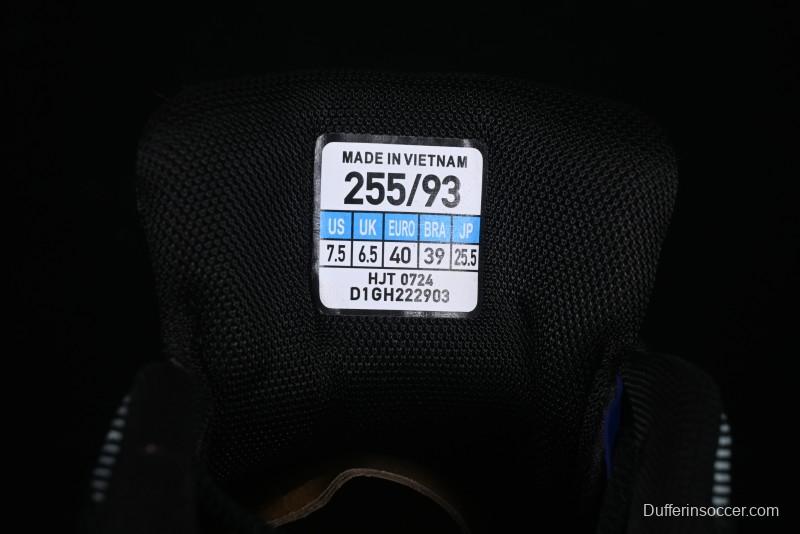 MADE IN VIETNAM
255/93
US UK EURO BRA JP
7.5 6.5 40 39 25.5
HJT 0724
D1GH222903
Dufferinsoccer.com